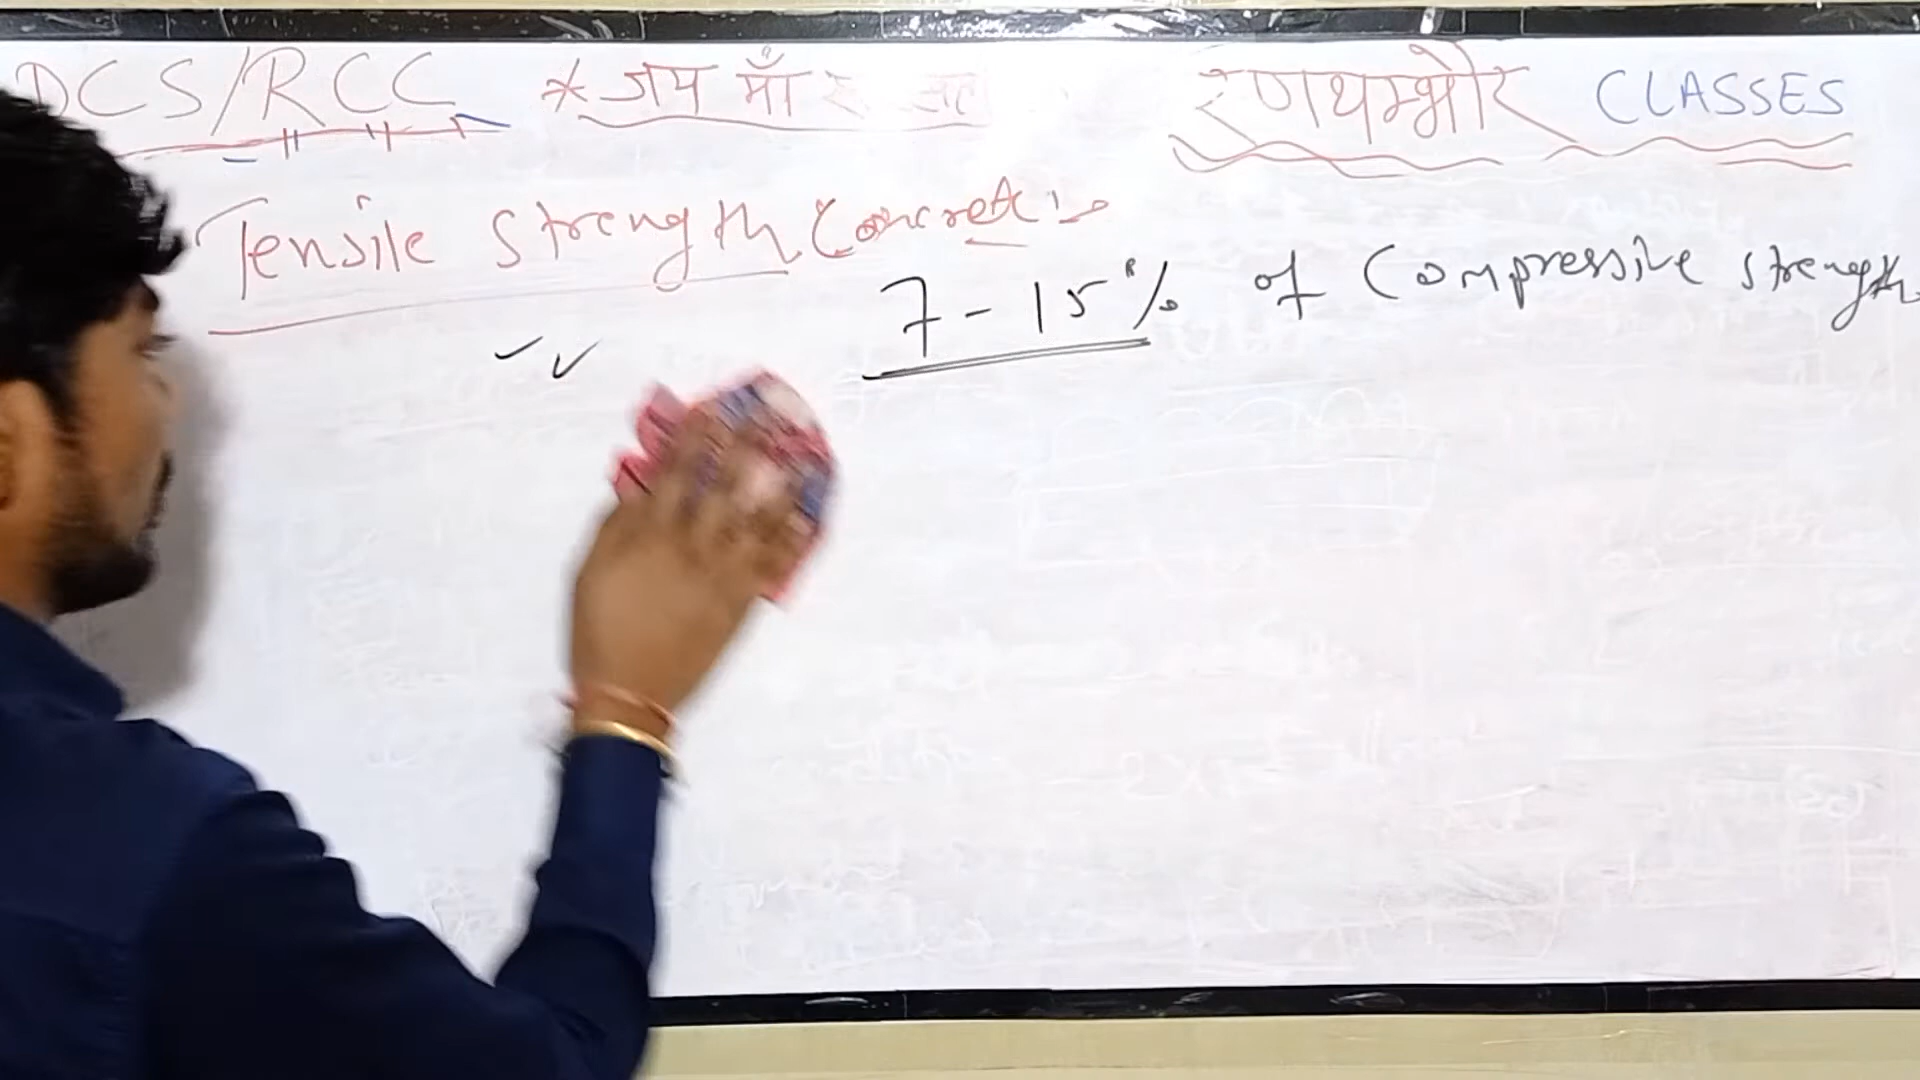 DCS/RCC * जय माँ रणथम्भौर CLASSES
Tensile Strength Concrete :-
7-15% of Compressive strength